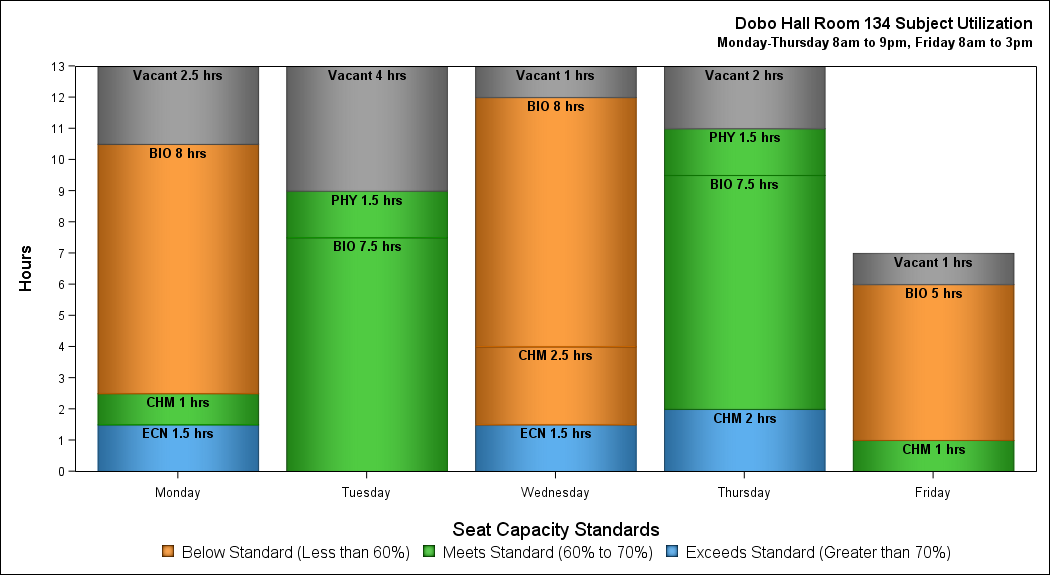 Dobo Hall Room 134 Subject Utilization
Monday-Thursday 8am to 9pm, Friday 8am to 3pm
Hours
13
12
11
10
9
8
7
6
5
4
3
2
1
0
Vacant 2.5 hrs
BIO 8 hrs
CHM 1 hrs
ECN 1.5 hrs
Vacant 4 hrs
PHY 1.5 hrs
BIO 7.5 hrs
Vacant 1 hrs
BIO 8 hrs
CHM 2.5 hrs
ECN 1.5 hrs
Vacant 2 hrs
PHY 1.5 hrs
BIO 7.5 hrs
CHM 2 hrs
Vacant 1 hrs
BIO 5 hrs
CHM 1 hrs
Monday Tuesday Wednesday Thursday Friday
Seat Capacity Standards
Below Standard (Less than 60%) Meets Standard (60% to 70%) Exceeds Standard (Greater than 70%)